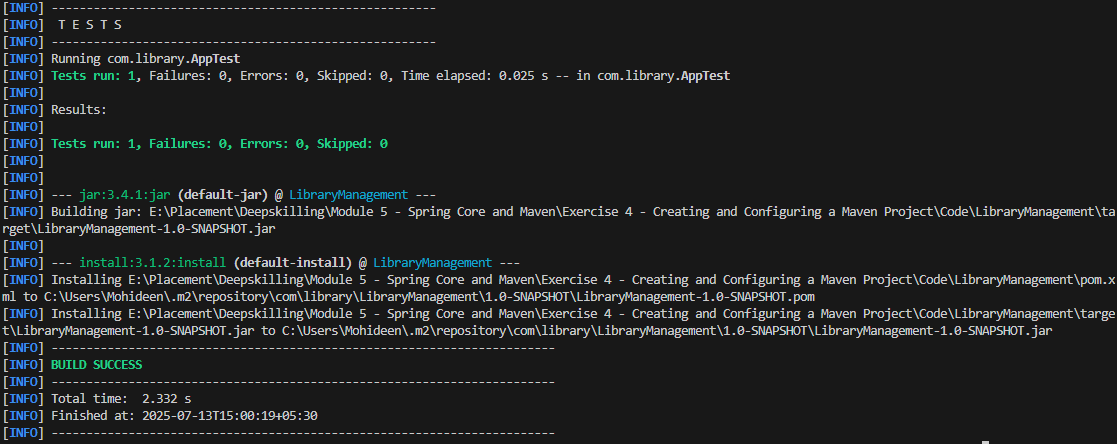 [INFO] -------------------------------------------------------
[INFO]  T E S T S
[INFO] -------------------------------------------------------
[INFO] Running com.library.AppTest
[INFO] Tests run: 1, Failures: 0, Errors: 0, Skipped: 0, Time elapsed: 0.025 s -- in com.library.AppTest
[INFO]
[INFO] Results:
[INFO]
[INFO] Tests run: 1, Failures: 0, Errors: 0, Skipped: 0
[INFO]
[INFO]
[INFO] --- jar:3.4.1:jar (default-jar) @ LibraryManagement ---
[INFO] Building jar: E:\Placement\Deepskilling\Module 5 - Spring Core and Maven\Exercise 4 - Creating and Configuring a Maven Project\Code\LibraryManagement\ta
rget\LibraryManagement-1.0-SNAPSHOT.jar
[INFO]
[INFO] --- install:3.1.2:install (default-install) @ LibraryManagement ---
[INFO] Installing E:\Placement\Deepskilling\Module 5 - Spring Core and Maven\Exercise 4 - Creating and Configuring a Maven Project\Code\LibraryManagement\pom.x
ml to C:\Users\Mohideen\.m2\repository\com\library\LibraryManagement\1.0-SNAPSHOT\LibraryManagement-1.0-SNAPSHOT.pom
[INFO] Installing E:\Placement\Deepskilling\Module 5 - Spring Core and Maven\Exercise 4 - Creating and Configuring a Maven Project\Code\LibraryManagement\targe
t\LibraryManagement-1.0-SNAPSHOT.jar to C:\Users\Mohideen\.m2\repository\com\library\LibraryManagement\1.0-SNAPSHOT\LibraryManagement-1.0-SNAPSHOT.jar
[INFO] ------------------------------------------------------------------------
[INFO] BUILD SUCCESS
[INFO] ------------------------------------------------------------------------
[INFO] Total time:  2.332 s
[INFO] Finished at: 2025-07-13T15:00:19+05:30
[INFO] ------------------------------------------------------------------------